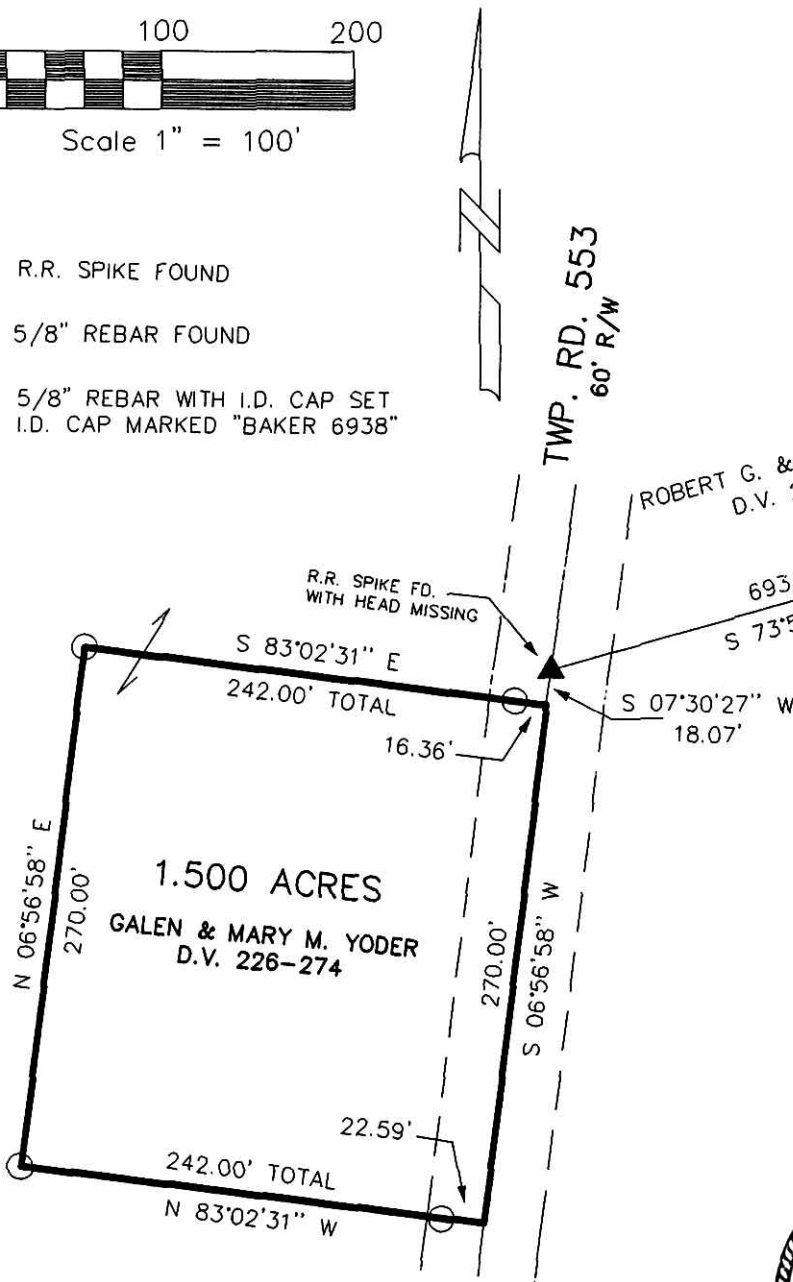 100 200
Scale 1" = 100'
R.R. SPIKE FOUND
5/8" REBAR FOUND
5/8" REBAR WITH I.D. CAP SET
I.D. CAP MARKED "BAKER 6938"
N
TWP. RD. 553
60' R/W
ROBERT G. &
D.V.
R.R. SPIKE FD.
WITH HEAD MISSING
693
S 73°5
S 83°02'31" E
242.00' TOTAL
16.36'
S 07°30'27" W
18.07'
N 06°56'58" E
270.00'
1.500 ACRES
GALEN & MARY M. YODER
D.V. 226-274
270.00'
S 06°56'58" W
22.59'
242.00' TOTAL
N 83°02'31" W